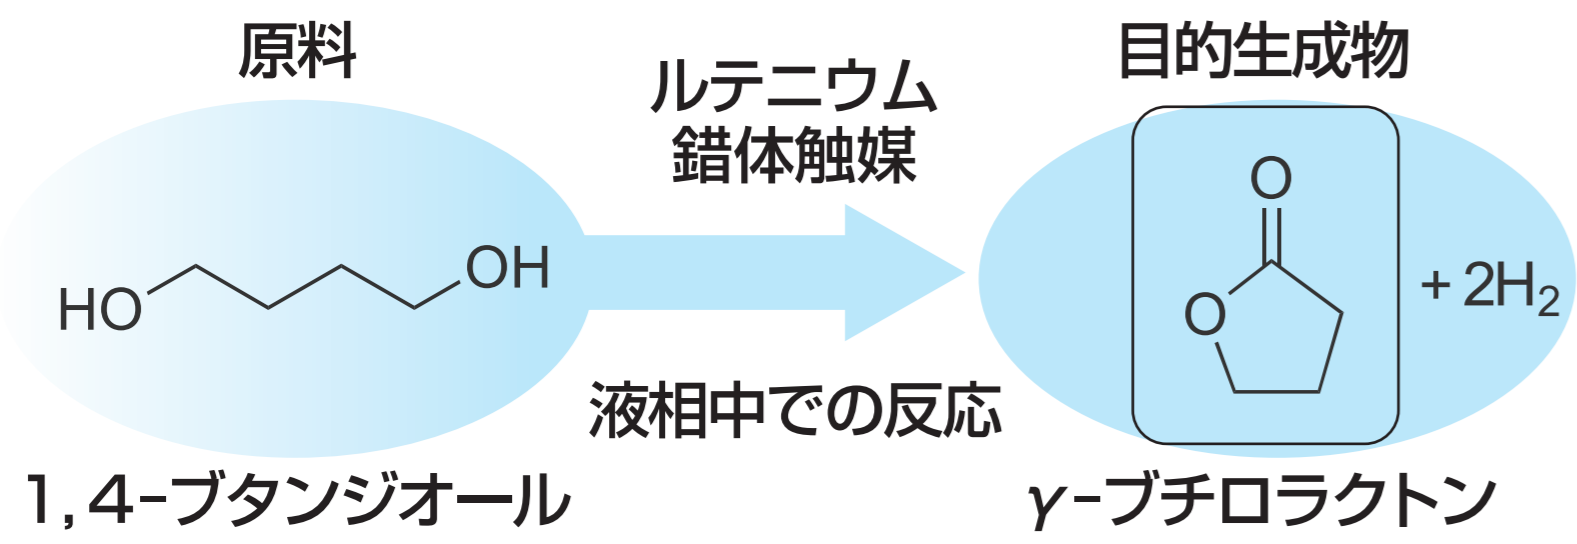 原料
HO
OH
1,4-ブタンジオール
ルテニウム
錯体触媒
液相中での反応
目的生成物
O
O
+ 2H₂
γ-ブチロラクトン